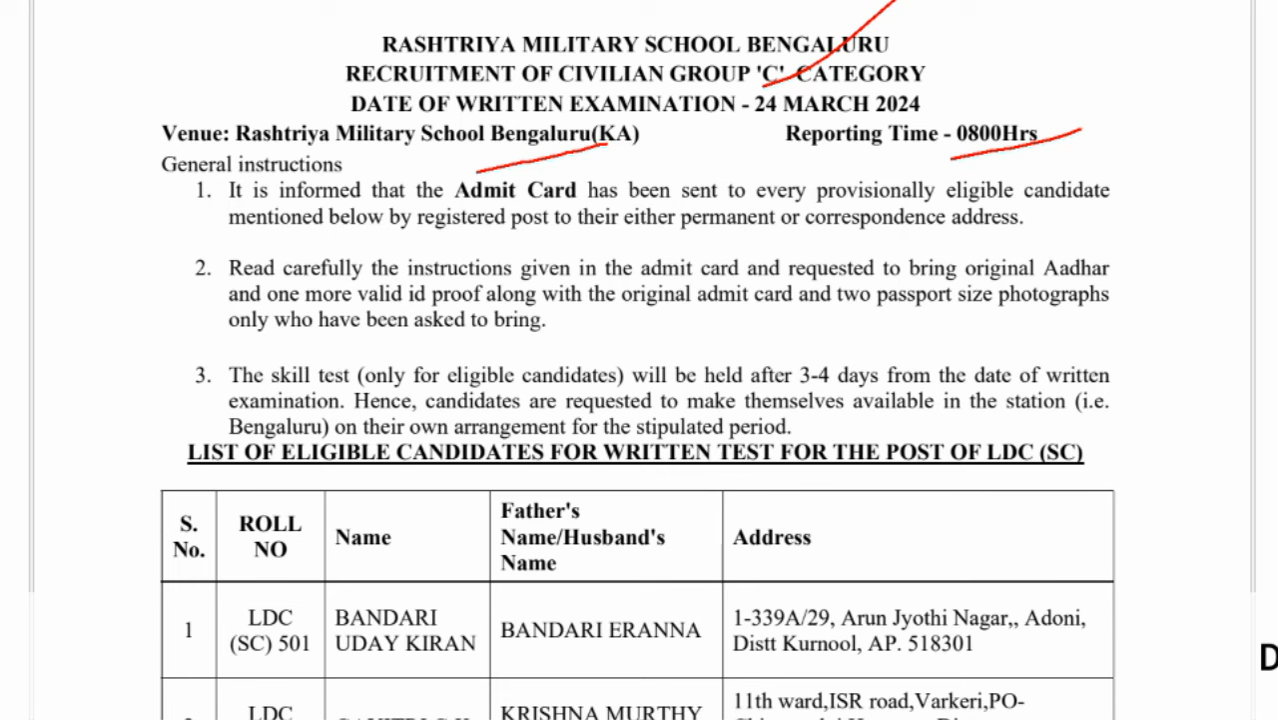 RASHTRIYA MILITARY SCHOOL BENGALURU
RECRUITMENT OF CIVILIAN GROUP 'C' CATEGORY
DATE OF WRITTEN EXAMINATION - 24 MARCH 2024
Venue: Rashtriya Military School Bengaluru(KA) Reporting Time - 0800Hrs
General instructions
1. It is informed that the Admit Card has been sent to every provisionally eligible candidate
mentioned below by registered post to their either permanent or correspondence address.
2. Read carefully the instructions given in the admit card and requested to bring original Aadhar
and one more valid id proof along with the original admit card and two passport size photographs
only who have been asked to bring.
3. The skill test (only for eligible candidates) will be held after 3-4 days from the date of written
examination. Hence, candidates are requested to make themselves available in the station (i.e.
Bengaluru) on their own arrangement for the stipulated period.
LIST OF ELIGIBLE CANDIDATES FOR WRITTEN TEST FOR THE POST OF LDC (SC)
S. No. ROLL NO Name Father's Name/Husband's Name Address
1 LDC (SC) 501 BANDARI UDAY KIRAN BANDARI ERANNA 1-339A/29, Arun Jyothi Nagar,, Adoni,
Distt Kurnool, AP. 518301
LDC KRISHNA MURTHY 11th ward,ISR road,Varkeri,PO-
D